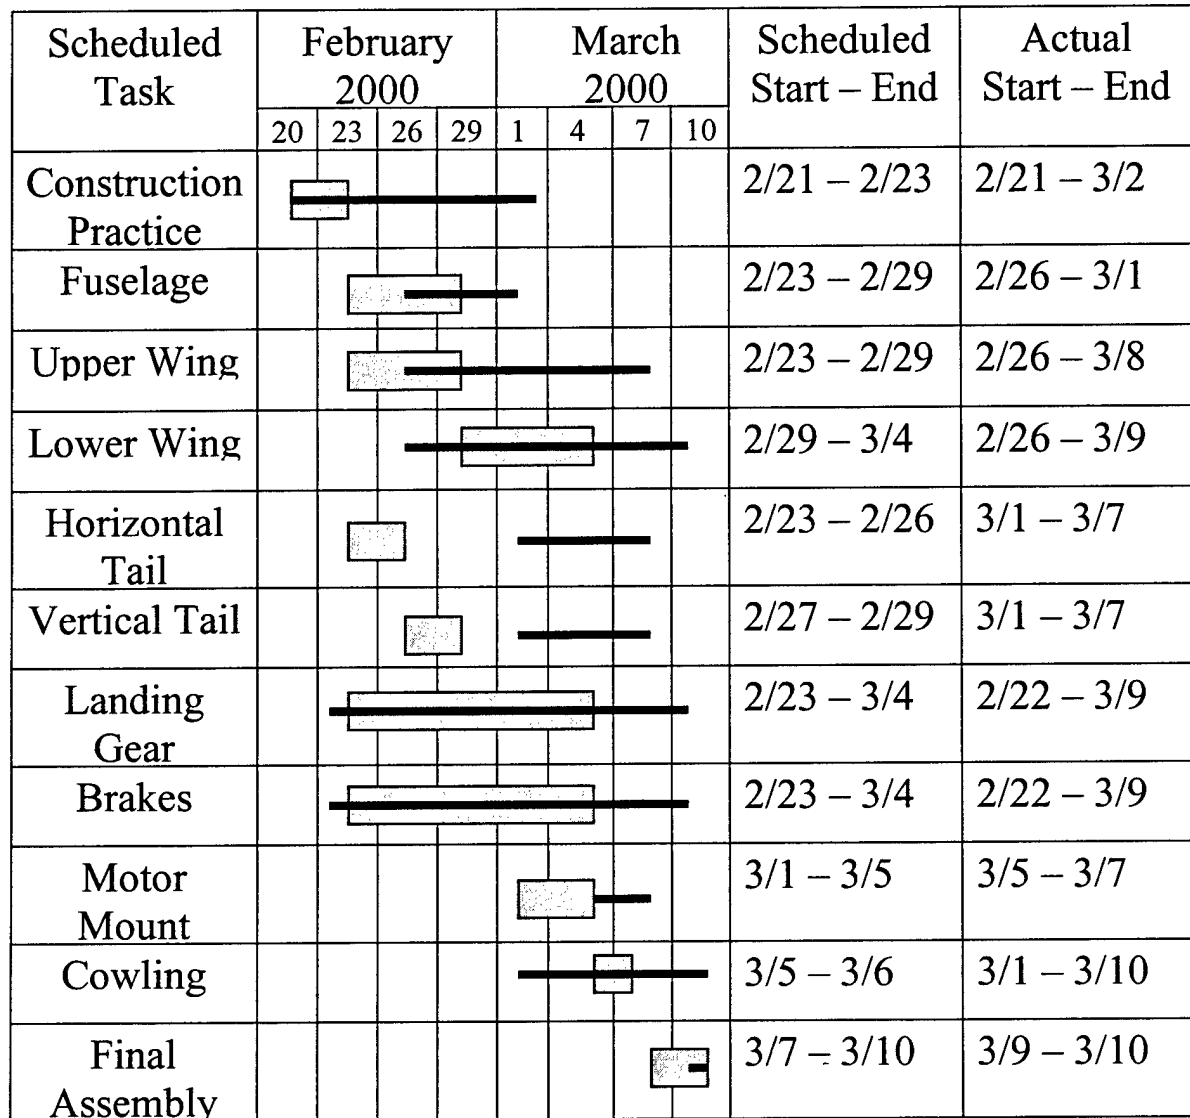 Scheduled Task
February 2000
March 2000
Scheduled Start – End
Actual Start – End
20 23 26 29 1 4 7 10
Construction Practice
2/21 – 2/23
2/21 – 3/2
Fuselage
2/23 – 2/29
2/26 – 3/1
Upper Wing
2/23 – 2/29
2/26 – 3/8
Lower Wing
2/29 – 3/4
2/26 – 3/9
Horizontal Tail
2/23 – 2/26
3/1 – 3/7
Vertical Tail
2/27 – 2/29
3/1 – 3/7
Landing Gear
2/23 – 3/4
2/22 – 3/9
Brakes
2/23 – 3/4
2/22 – 3/9
Motor Mount
3/1 – 3/5
3/5 – 3/7
Cowling
3/5 – 3/6
3/1 – 3/10
Final Assembly
3/7 – 3/10
3/9 – 3/10